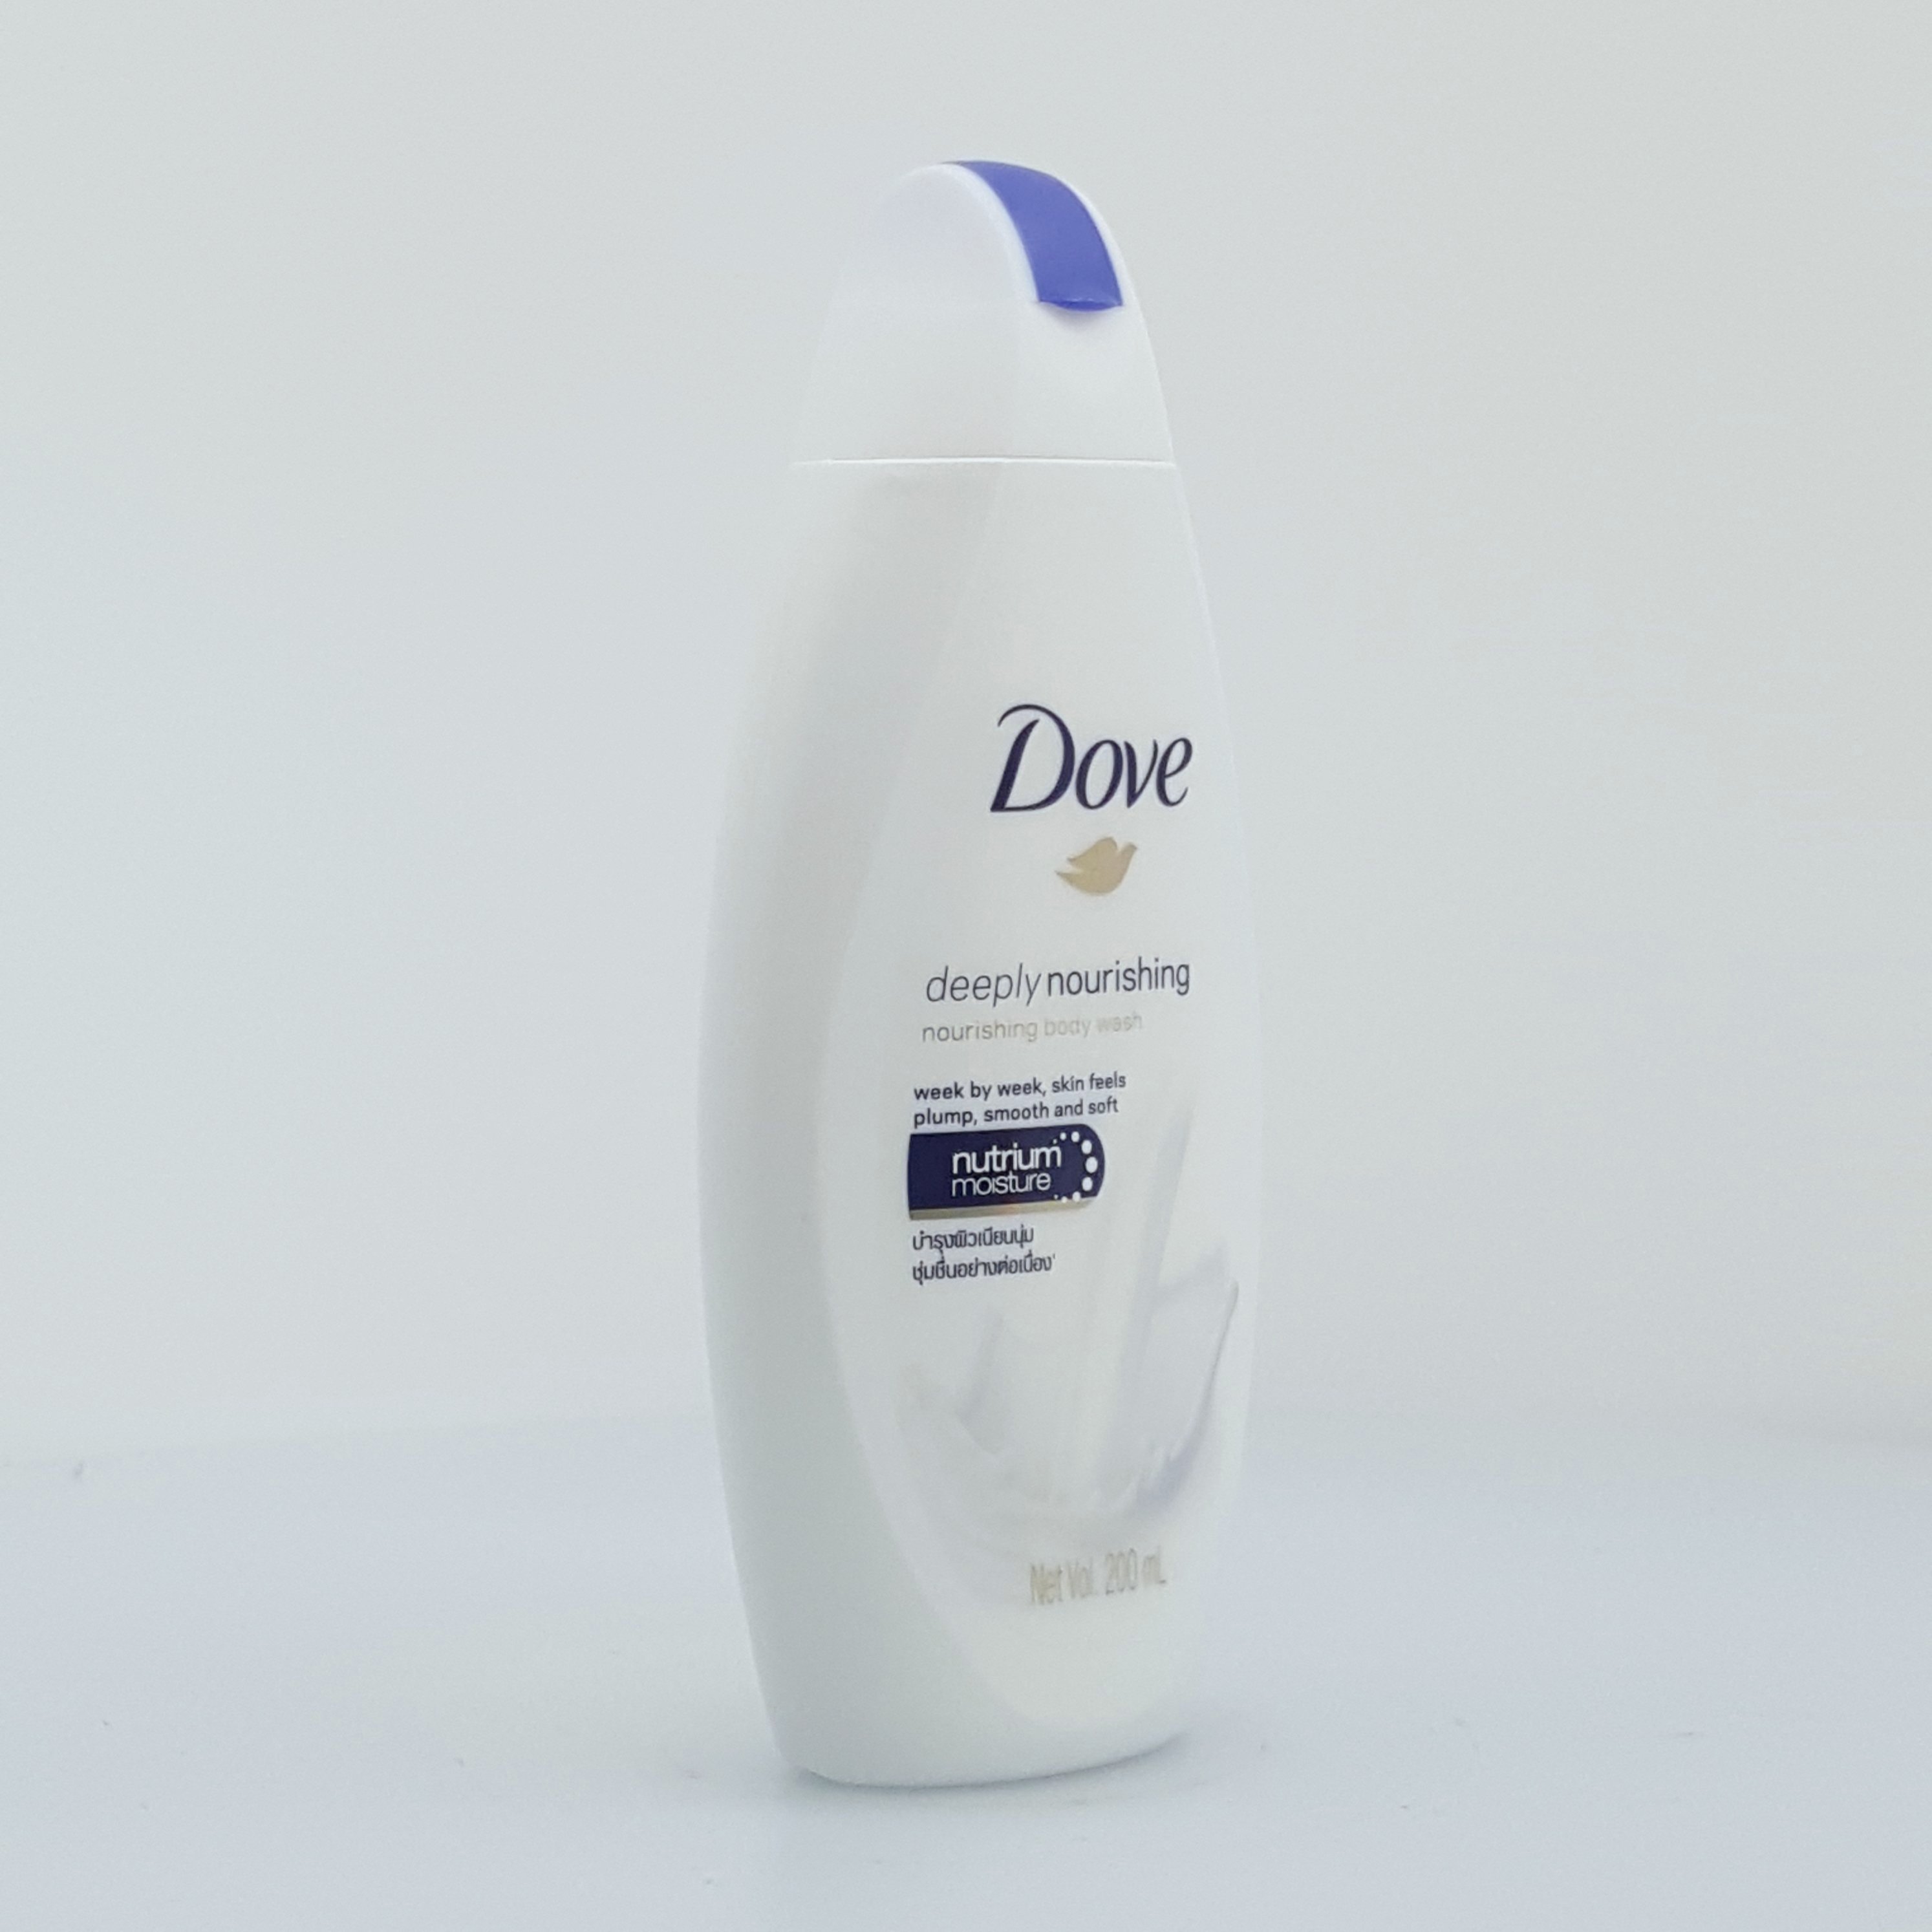 Dove
deeply nourishing
nourishing body wash
week by week, skin feels
plump, smooth and soft
nutrium
moisture
บำรุงผิวเนียนนุ่ม
ชุ่มชื่นอย่างต่อเนื่อง*
Net Vol. 200 mL